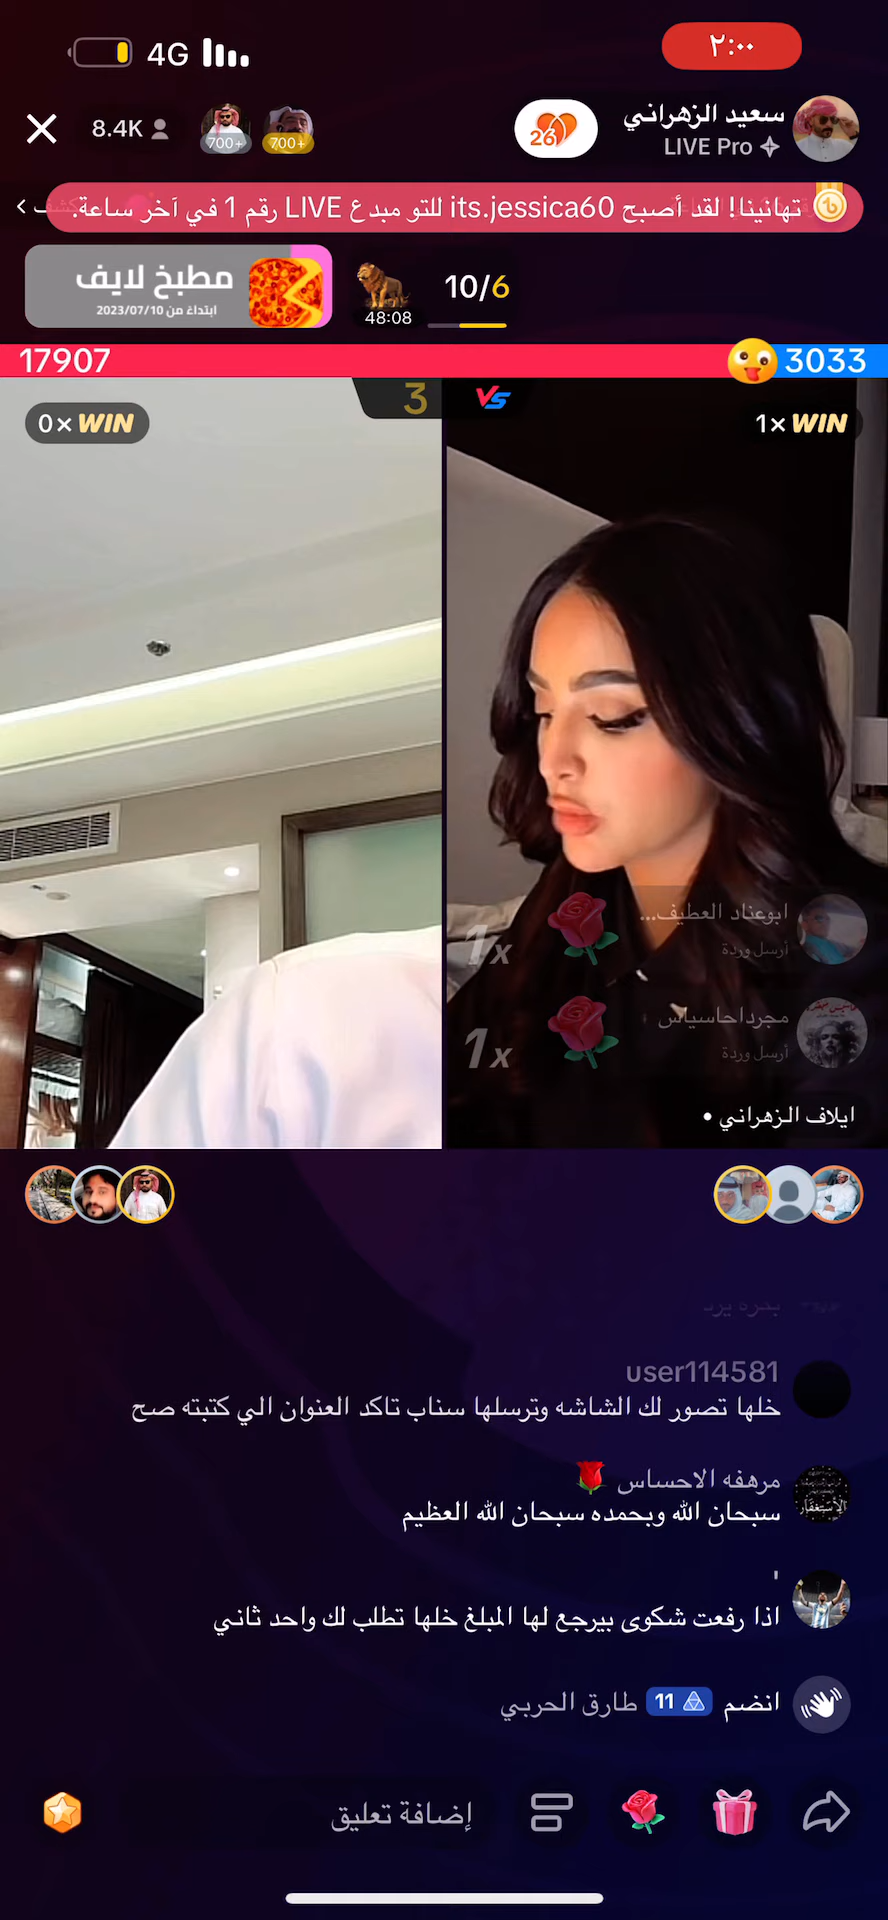 4G
٢:٠٠
8.4K
700+
700+
26
سعيد الزهراني
LIVE Pro
تهانينا! لقد أصبح its.jessica60 للتو مبدع LIVE رقم 1 في آخر ساعة.
مطبخ لايف
ابتداءً من 2023/07/10
48:08
10/6
17907
3033
0× WIN
3
VS
1× WIN
ابوعناد العطيف...
أرسل وردة
1x
مجرداحاسياس
أرسل وردة
1x
ايلاف الزهراني •
user114581
خلها تصور لك الشاشه وترسلها سناب تاكد العنوان الي كتبته صح
مرهفه الاحساس
سبحان الله وبحمده سبحان الله العظيم
'
اذا رفعت شكوى بيرجع لها المبلغ خلها تطلب لك واحد ثاني
انضم 11 طارق الحربي
إضافة تعليق